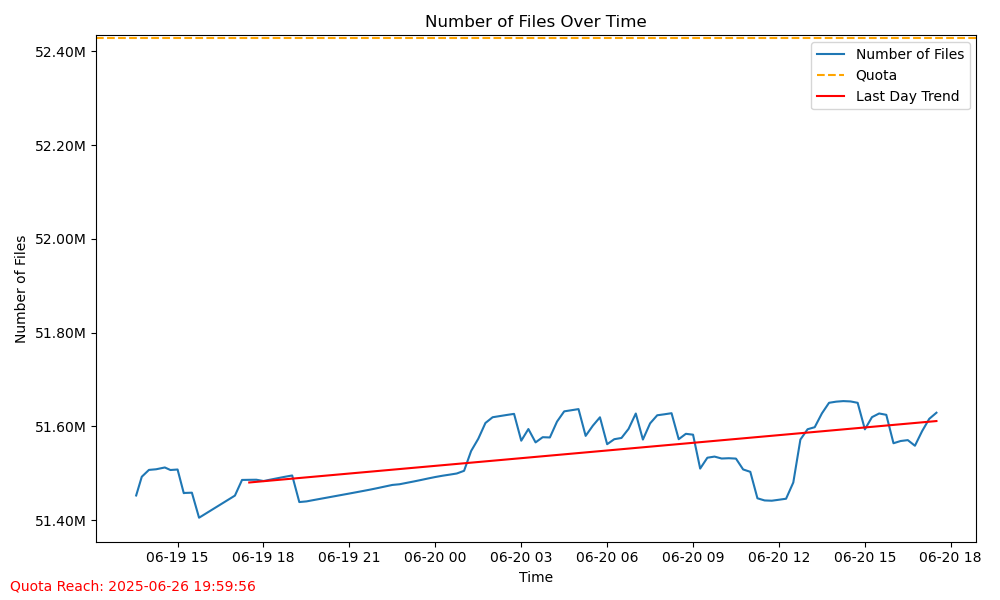 Number of Files Over Time
Number of Files
Quota
Last Day Trend
52.40M
52.20M
52.00M
51.80M
51.60M
51.40M
Number of Files
06-19 15
06-19 18
06-19 21
06-20 00
06-20 03
06-20 06
06-20 09
06-20 12
06-20 15
06-20 18
Time
Quota Reach: 2025-06-26 19:59:56